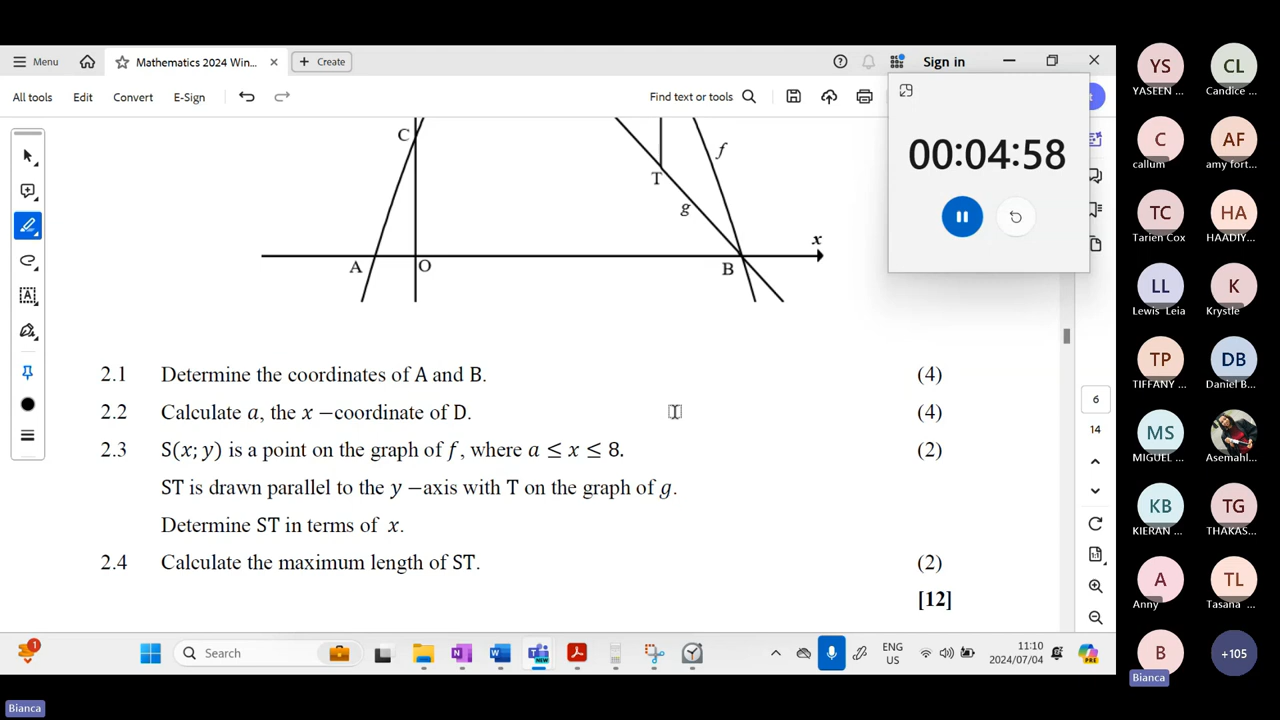 Menu
Mathematics 2024 Win...
Create
Sign in
All tools
Edit
Convert
E-Sign
Find text or tools
00:04:58
C
f
T
g
x
A
O
B
2.1 Determine the coordinates of A and B. (4)
2.2 Calculate a, the x −coordinate of D. (4)
2.3 S(x; y) is a point on the graph of f, where a ≤ x ≤ 8. (2)
ST is drawn parallel to the y −axis with T on the graph of g.
Determine ST in terms of x.
2.4 Calculate the maximum length of ST. (2)
[12]
6
14
1:1
1
Search
NEW
ENG
US
11:10
2024/07/04
PRE
YS
YASEEN ...
CL
Candice ...
C
callum
AF
amy fort...
TC
Tarien Cox
HA
HAADIY...
LL
Lewis Leia
K
Krystle
TP
TIFFANY ...
DB
Daniel B...
MS
MIGUEL ...
Asemahl...
KB
KIERAN ...
TG
THAKAS...
A
Anny
TL
Tasana ...
B
Bianca
+105
Bianca